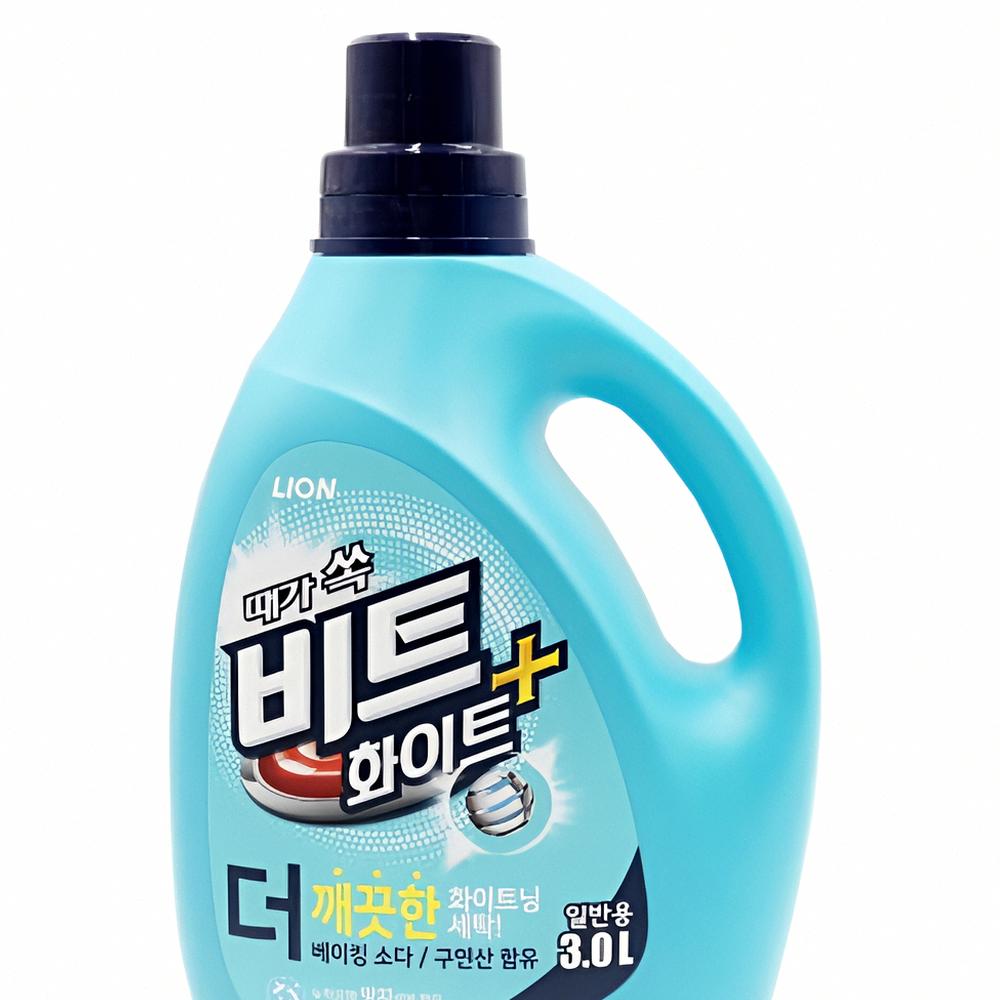 LION
때가 쏙
비트+
화이트
더 깨끗한 화이트닝
세탁!
베이킹 소다 / 구연산 함유
일반용
3.0L